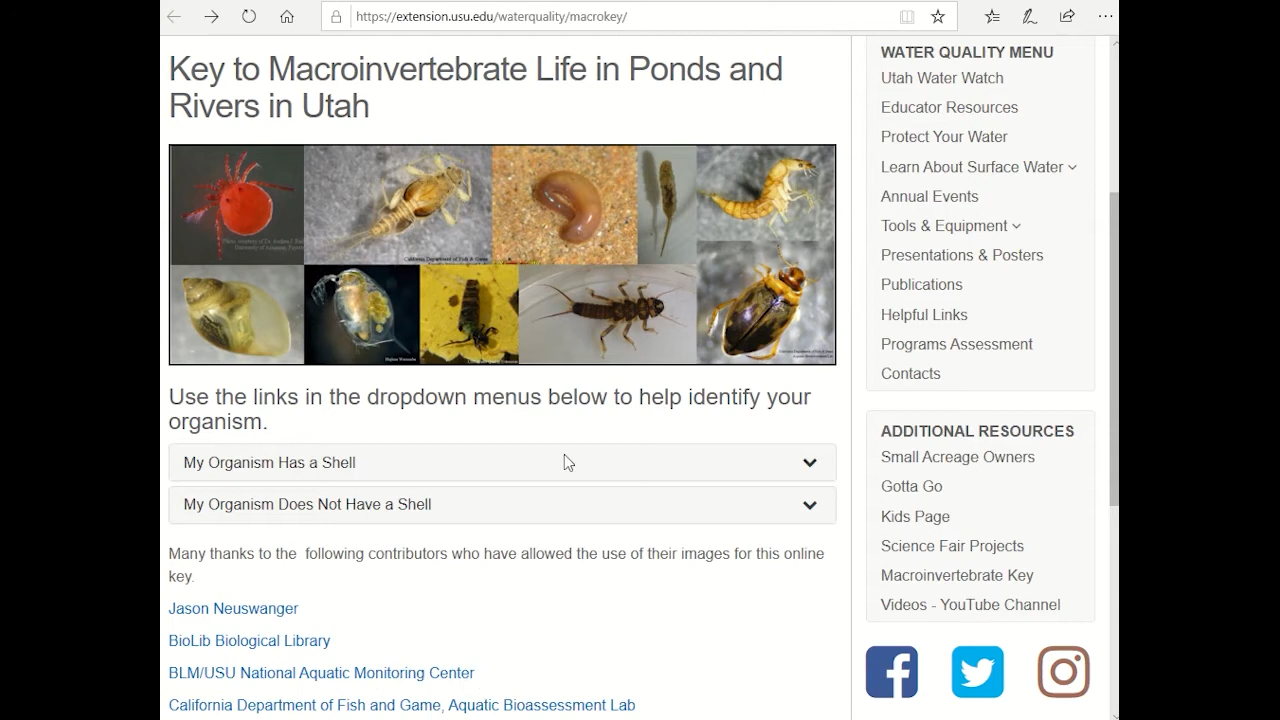 https://extension.usu.edu/waterquality/macrokey/
Key to Macroinvertebrate Life in Ponds and
Rivers in Utah
Use the links in the dropdown menus below to help identify your
organism.
My Organism Has a Shell
My Organism Does Not Have a Shell
Many thanks to the following contributors who have allowed the use of their images for this online
key.
Jason Neuswanger
BioLib Biological Library
BLM/USU National Aquatic Monitoring Center
California Department of Fish and Game, Aquatic Bioassessment Lab
WATER QUALITY MENU
Utah Water Watch
Educator Resources
Protect Your Water
Learn About Surface Water
Annual Events
Tools & Equipment
Presentations & Posters
Publications
Helpful Links
Programs Assessment
Contacts
ADDITIONAL RESOURCES
Small Acreage Owners
Gotta Go
Kids Page
Science Fair Projects
Macroinvertebrate Key
Videos - YouTube Channel